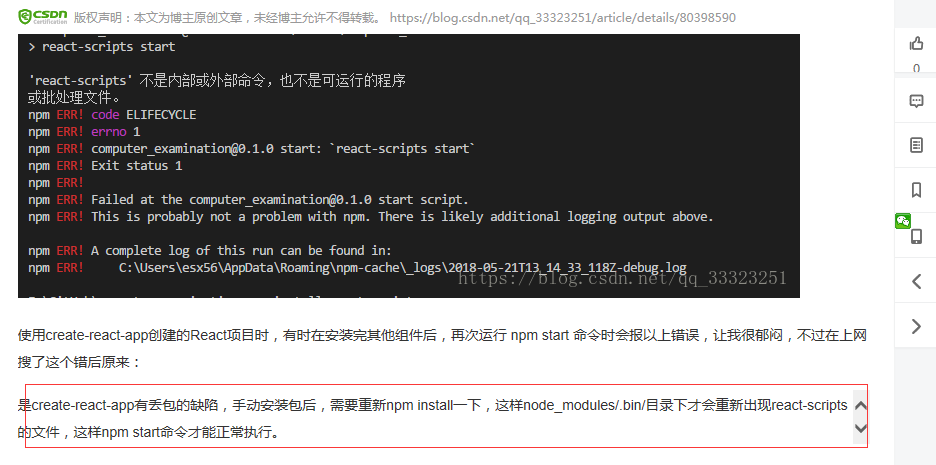 CSDN 版权声明：本文为博主原创文章，未经博主允许不得转载。 https://blog.csdn.net/qq_33323251/article/details/80398590
Certification
> react-scripts start
'react-scripts' 不是内部或外部命令，也不是可运行的程序
或批处理文件。
npm ERR! code ELIFECYCLE
npm ERR! errno 1
npm ERR! computer_examination@0.1.0 start: `react-scripts start`
npm ERR! Exit status 1
npm ERR!
npm ERR! Failed at the computer_examination@0.1.0 start script.
npm ERR! This is probably not a problem with npm. There is likely additional logging output above.
npm ERR! A complete log of this run can be found in:
npm ERR!     C:\Users\esx56\AppData\Roaming\npm-cache\_logs\2018-05-21T13_14_33_118Z-debug.log
https://blog.csdn.net/qq_33323251
使用create-react-app创建的React项目时，有时在安装完其他组件后，再次运行 npm start 命令时会报以上错误，让我很郁闷，不过在上网
搜了这个错后原来：
是create-react-app有丢包的缺陷，手动安装包后，需要重新npm install一下，这样node_modules/.bin/目录下才会重新出现react-scripts
的文件，这样npm start命令才能正常执行。
0